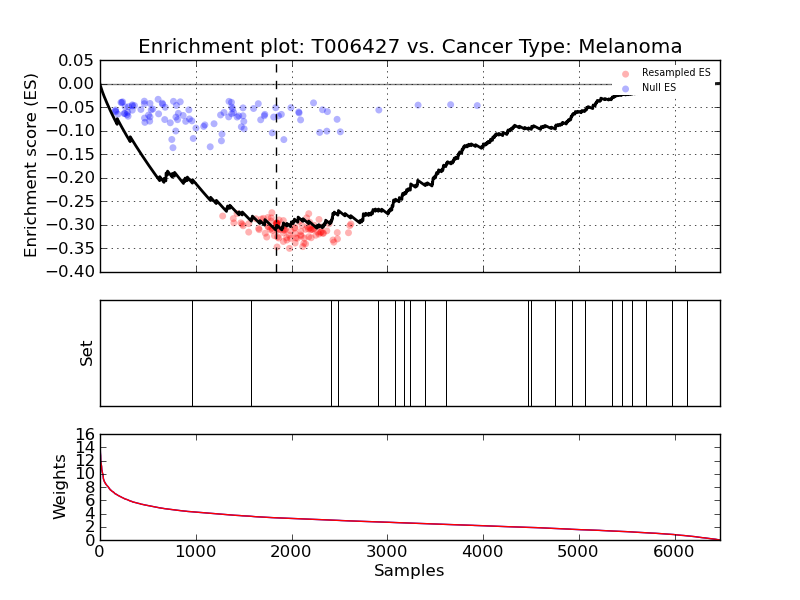 Enrichment plot: T006427 vs. Cancer Type: Melanoma
Enrichment score (ES)
0.05
0.00
−0.05
−0.10
−0.15
−0.20
−0.25
−0.30
−0.35
−0.40
Resampled ES
Null ES
Set
Weights
16
14
12
10
8
6
4
2
0
0 1000 2000 3000 4000 5000 6000
Samples